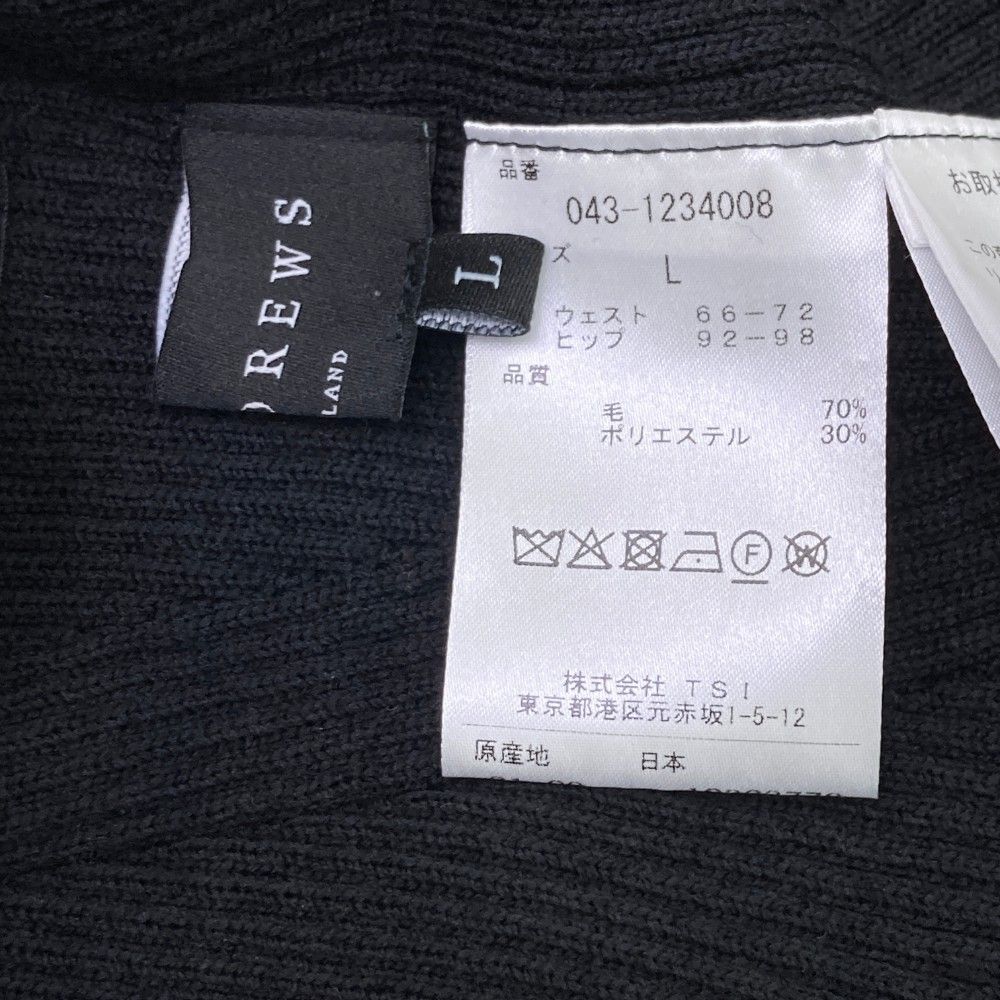 DREWS
LAND
L
品番
043-1234008
ズ
L
ウェスト 66-72
ヒップ 92-98
品質
毛 70%
ポリエステル 30%
F
W
株式会社 TSI
東京都港区元赤坂1-5-12
原産地 日本
お取
この